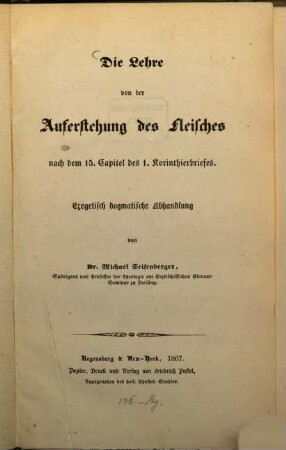 Die Lehre
von der
Auferstehung des Fleisches
nach dem 15. Capitel des 1. Korinthierbriefes.
Exegetisch dogmatische Abhandlung
von
Dr. Michael Seisenberger,
Subregens und Professor der Theologie am Erzbischöflichen Clerical-
Seminar zu Freising.
Regensburg & New-York, 1867.
Papier, Druck und Verlag von Friedrich Pustet,
Typographen des heil. Apostol. Stuhles.